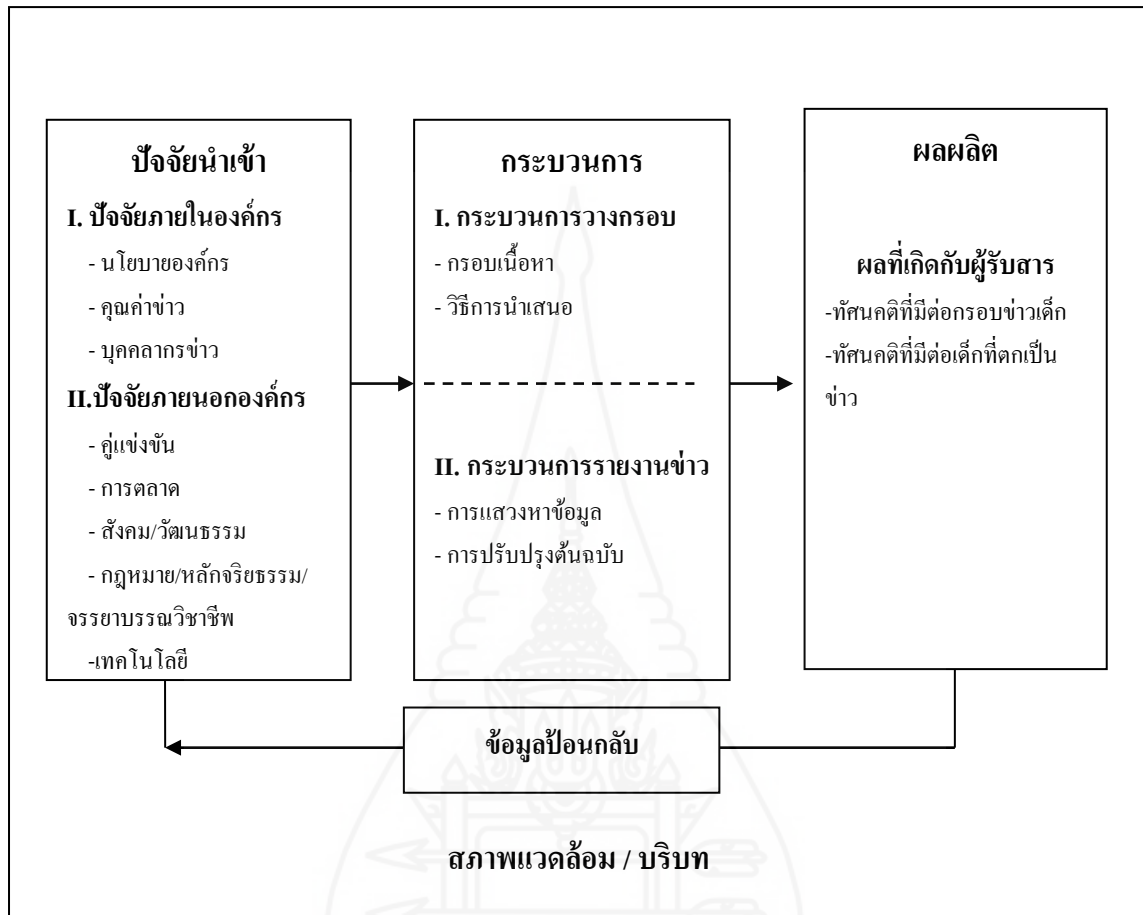 ปัจจัยนำเข้า
I. ปัจจัยภายในองค์กร
- นโยบายองค์กร
- คุณค่าข่าว
- บุคคลากรข่าว
II.ปัจจัยภายนอกองค์กร
- คู่แข่งขัน
- การตลาด
- สังคม/วัฒนธรรม
- กฎหมาย/หลักจริยธรรม/
จรรยาบรรณวิชาชีพ
-เทคโนโลยี
กระบวนการ
I. กระบวนการวางกรอบ
- กรอบเนื้อหา
- วิธีการนำเสนอ
II. กระบวนการรายงานข่าว
- การแสวงหาข้อมูล
- การปรับปรุงต้นฉบับ
ผลผลิต
ผลที่เกิดกับผู้รับสาร
-ทัศนคติที่มีต่อกรอบข่าวเด็ก
-ทัศนคติที่มีต่อเด็กที่ตกเป็น
ข่าว
ข้อมูลป้อนกลับ
สภาพแวดล้อม / บริบท